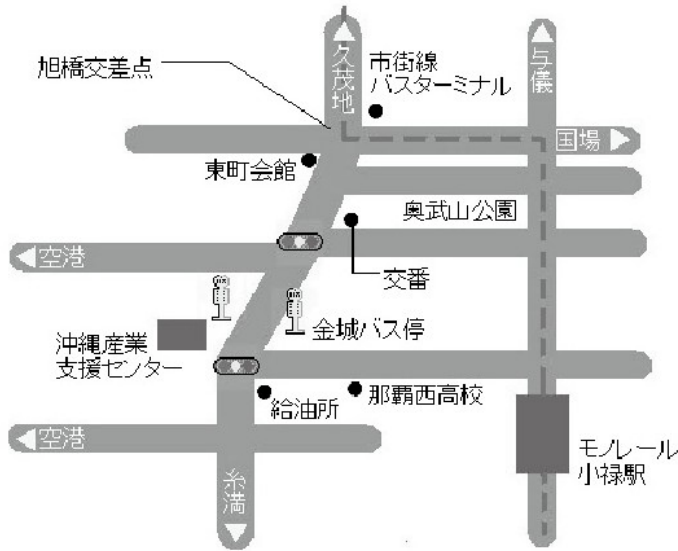 久茂地
与儀
市街線
バスターミナル
旭橋交差点
国場
東町会館
奥武山公園
空港
交番
金城バス停
沖縄産業
支援センター
給油所
那覇西高校
空港
モノレール
小禄駅
糸満